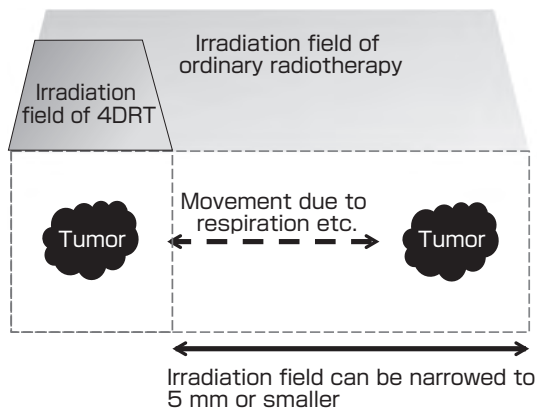 Irradiation field of
ordinary radiotherapy
Irradiation
field of 4DRT
Movement due to
respiration etc.
Tumor
Tumor
Irradiation field can be narrowed to
5 mm or smaller